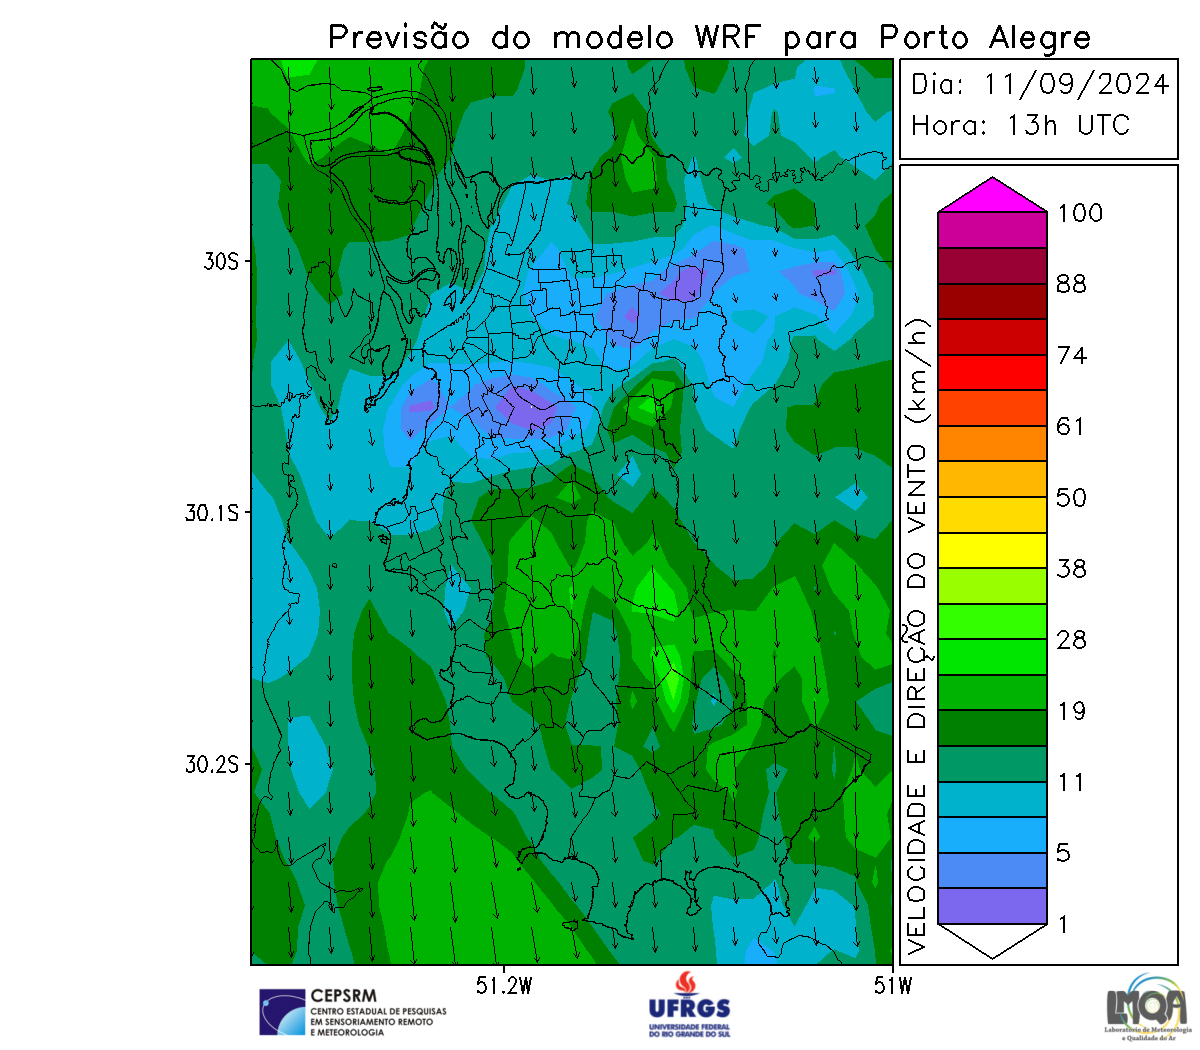 Previsão do modelo WRF para Porto Alegre
Dia: 11/09/2024
Hora: 13h UTC
30S
30.1S
30.2S
51.2W
51W
VELOCIDADE E DIREÇÃO DO VENTO (km/h)
100
88
74
61
50
38
28
19
11
5
1
CEPSRM
CENTRO ESTADUAL DE PESQUISAS
EM SENSORIAMENTO REMOTO
E METEOROLOGIA
UFRGS
UNIVERSIDADE FEDERAL
DO RIO GRANDE DO SUL
LMQA
Laboratório de Meteorologia
e Qualidade do Ar